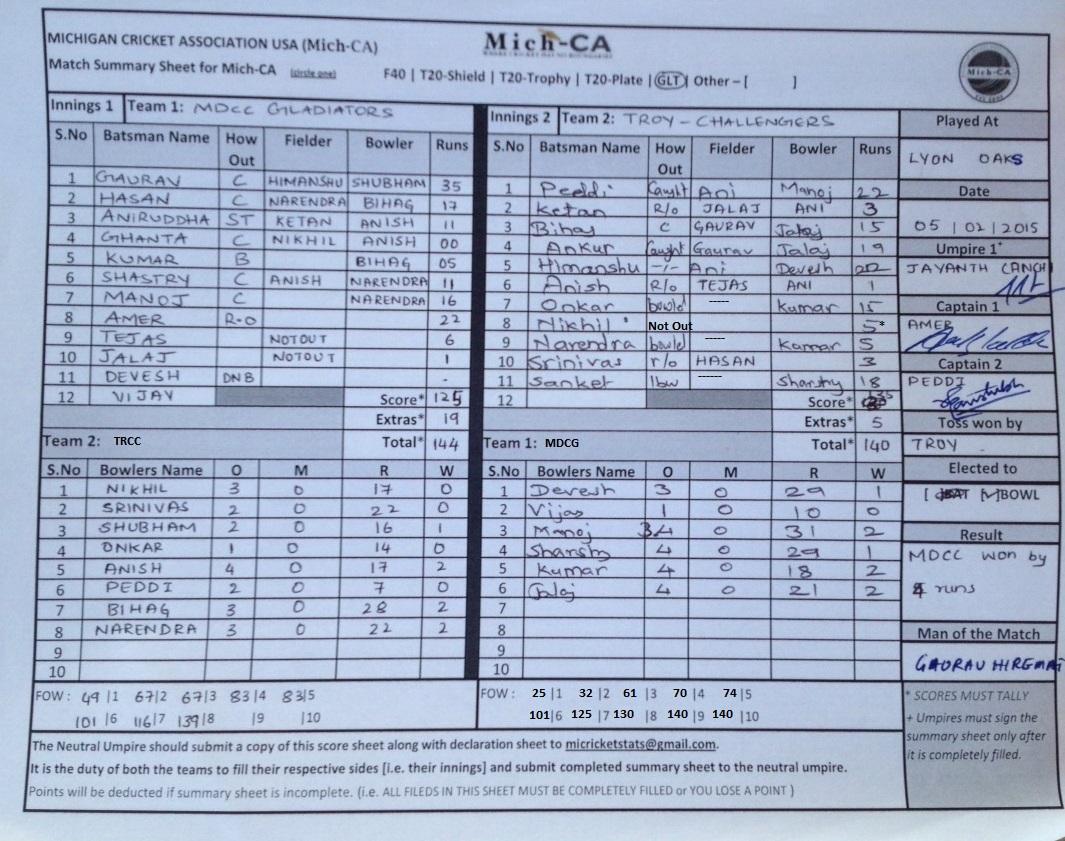 MICHIGAN CRICKET ASSOCIATION USA (Mich-CA)
Mich-CA
Match Summary Sheet for Mich-CA (circle one) F40 | T20-Shield | T20-Trophy | T20-Plate | GLT | Other – [ ]
Mich-CA
Innings 1 Team 1: MDCC GLADIATORS
S.No Batsman Name How Out Fielder Bowler Runs
1 GAURAV C HIMANSHU SHUBHAM 35
2 HASAN C NARENDRA BIHAG 17
3 ANIRUDDHA ST KETAN ANISH 11
4 GHANTA C NIKHIL ANISH 00
5 KUMAR B BIHAG 05
6 SHASTRY C ANISH NARENDRA 11
7 MANOJ C NARENDRA 16
8 AMER R-O 22
9 TEJAS NOTOUT 6
10 JALAJ NOTOUT 1
11 DEVESH DNB -
12 VIJAY Score* 125
Extras* 19
Team 2: TRCC Total* 144
S.No Bowlers Name O M R W
1 NIKHIL 3 0 17 0
2 SRINIVAS 2 0 22 0
3 SHUBHAM 2 0 16 1
4 ONKAR 1 0 14 0
5 ANISH 4 0 17 2
6 PEDDI 2 0 7 0
7 BIHAG 3 0 28 2
8 NARENDRA 3 0 22 2
9
10
FOW : 49 |1 67|2 67|3 83|4 83|5
101 |6 116|7 139|8 |9 |10
Innings 2 Team 2: TROY - CHALLENGERS
S.No Batsman Name How Out Fielder Bowler Runs
1 Peddi Caught Ani Manoj 22
2 Ketan R/o JALAJ ANI 3
3 Bihag C GAURAV Jalaj 15
4 Ankur Caught Gaurav Jalaj 19
5 Himanshu -/- Ani Devesh
6 Anish R/o TEJAS ANI 1
7 Onkar bowld ----- Kumar 15
8 Nikhil Not Out 5*
9 Narendra bowld Kumar 5
10 Srinivas r/o HASAN 3
11 Sanket lbw ----- Shastry 18
12 Score*
Extras* 5
Team 1: MDCG Total* 140
S.No Bowlers Name O M R W
1 Devesh 3 0 29 1
2 Vijay 1 0 10 0
3 Manoj 4 0 31 2
4 Shastry 4 0 29 1
5 Kumar 4 0 18 2
6 Jalaj 4 0 21 2
7
8
9
10
FOW : 25 |1 32 |2 61 |3 70 |4 74 |5
101|6 125 |7 130 |8 140 |9 140 |10
Played At
LYON OAKS
Date
05 | 02 | 2015
Umpire 1+
JAYANTH
Captain 1
AMER
Captain 2
PEDDI
Toss won by
TROY
Elected to
[ ]BAT [ ]BOWL
Result
MDCC won by
4 runs
Man of the Match
GAURAV HIREMAT
* SCORES MUST TALLY
+ Umpires must sign the
summary sheet only after
it is completely filled.
The Neutral Umpire should submit a copy of this score sheet along with declaration sheet to micricketstats@gmail.com.
It is the duty of both the teams to fill their respective sides [i.e. their innings] and submit completed summary sheet to the neutral umpire.
Points will be deducted if summary sheet is incomplete. (i.e. ALL FILEDS IN THIS SHEET MUST BE COMPLETELY FILLED or YOU LOSE A POINT )